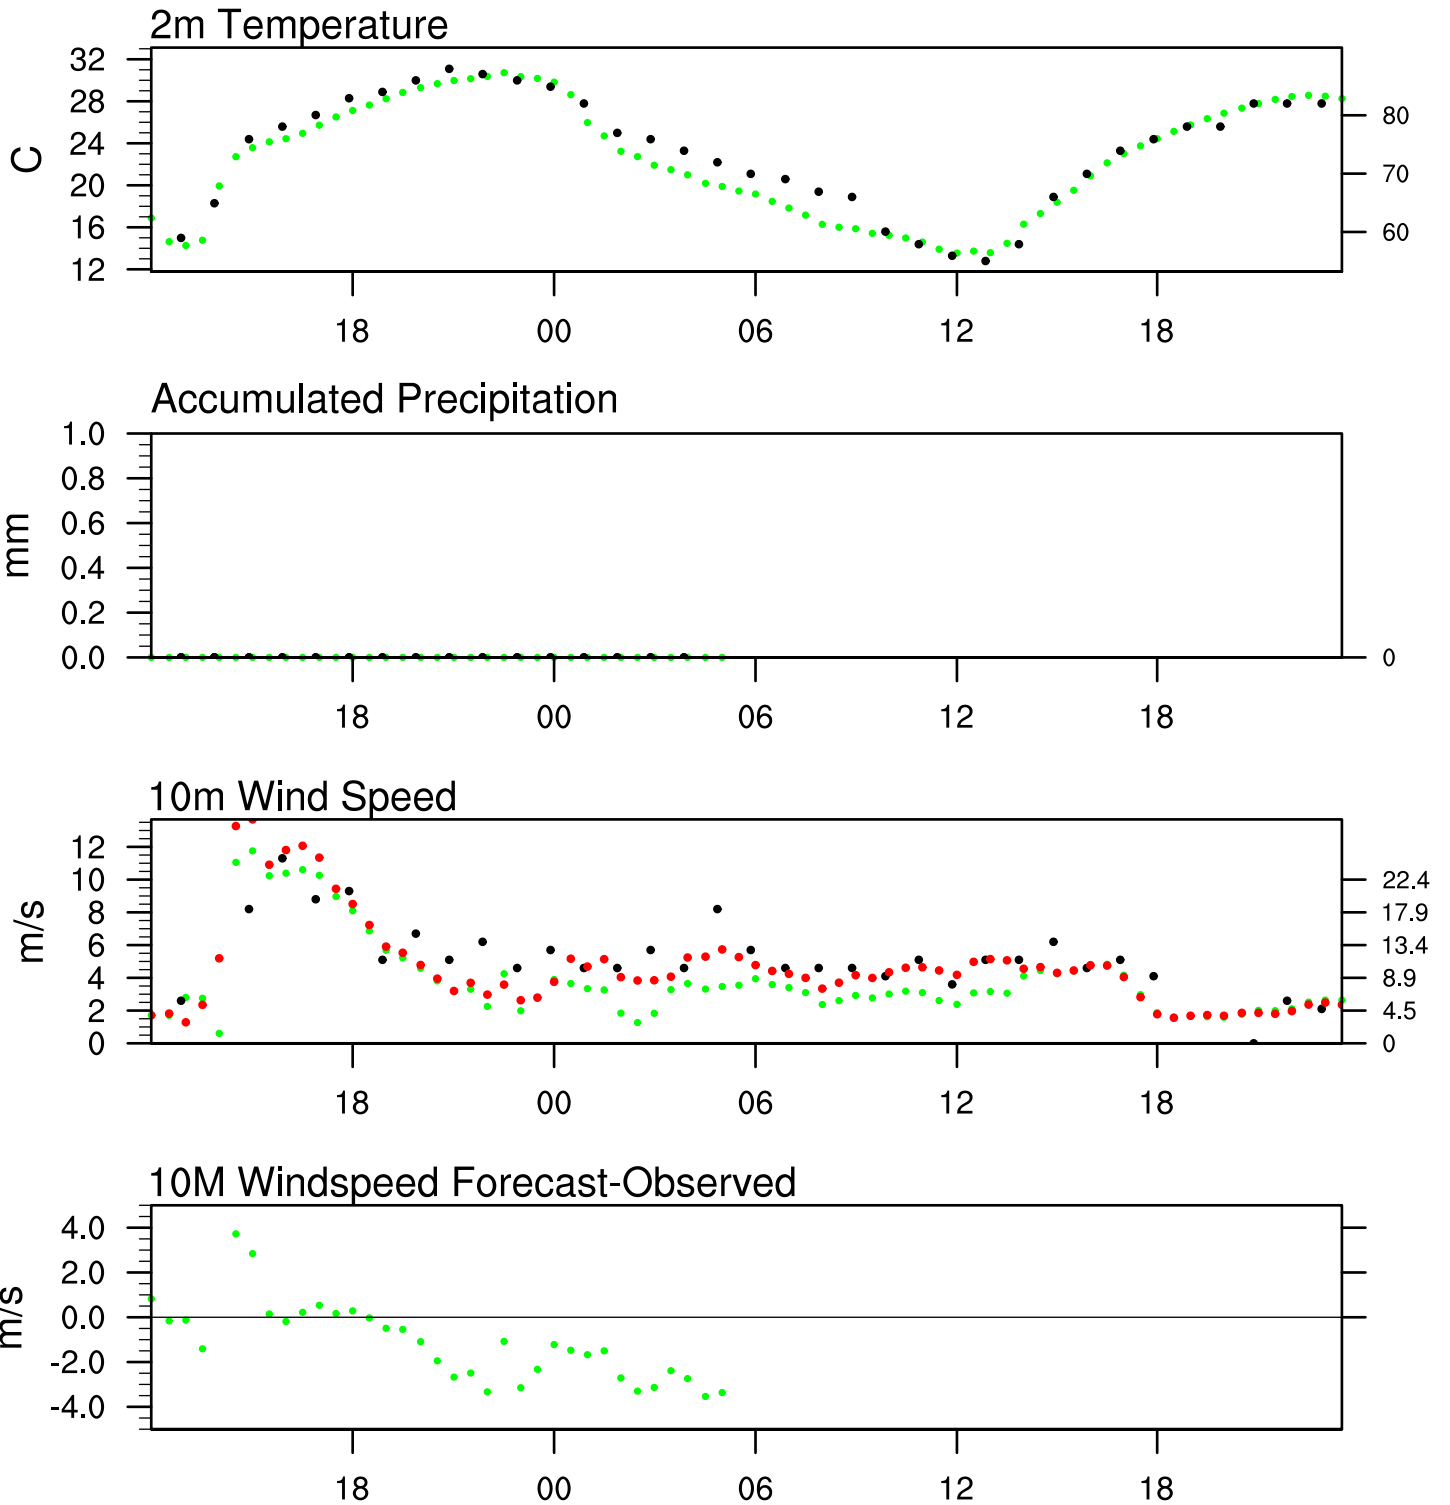 2m Temperature
32
28
24
20
16
12
C
80
70
60
18 00 06 12 18
Accumulated Precipitation
1.0
0.8
0.6
0.4
0.2
0.0
mm
0
18 00 06 12 18
10m Wind Speed
12
10
8
6
4
2
0
m/s
22.4
17.9
13.4
8.9
4.5
0
18 00 06 12 18
10M Windspeed Forecast-Observed
4.0
2.0
0.0
-2.0
-4.0
m/s
18 00 06 12 18